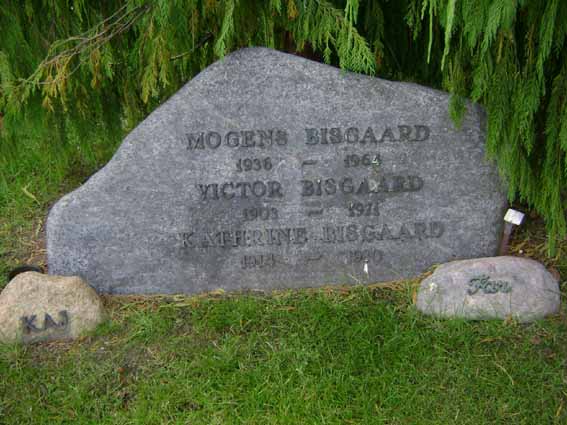 MOGENS BISGAARD
1936 — 1964
VICTOR BISGAARD
1903 — 1971
KATHRINE BISGAARD
KAJ